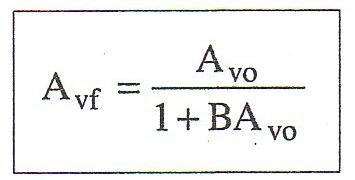 A_vf = A_vo / (1 + BA_vo)